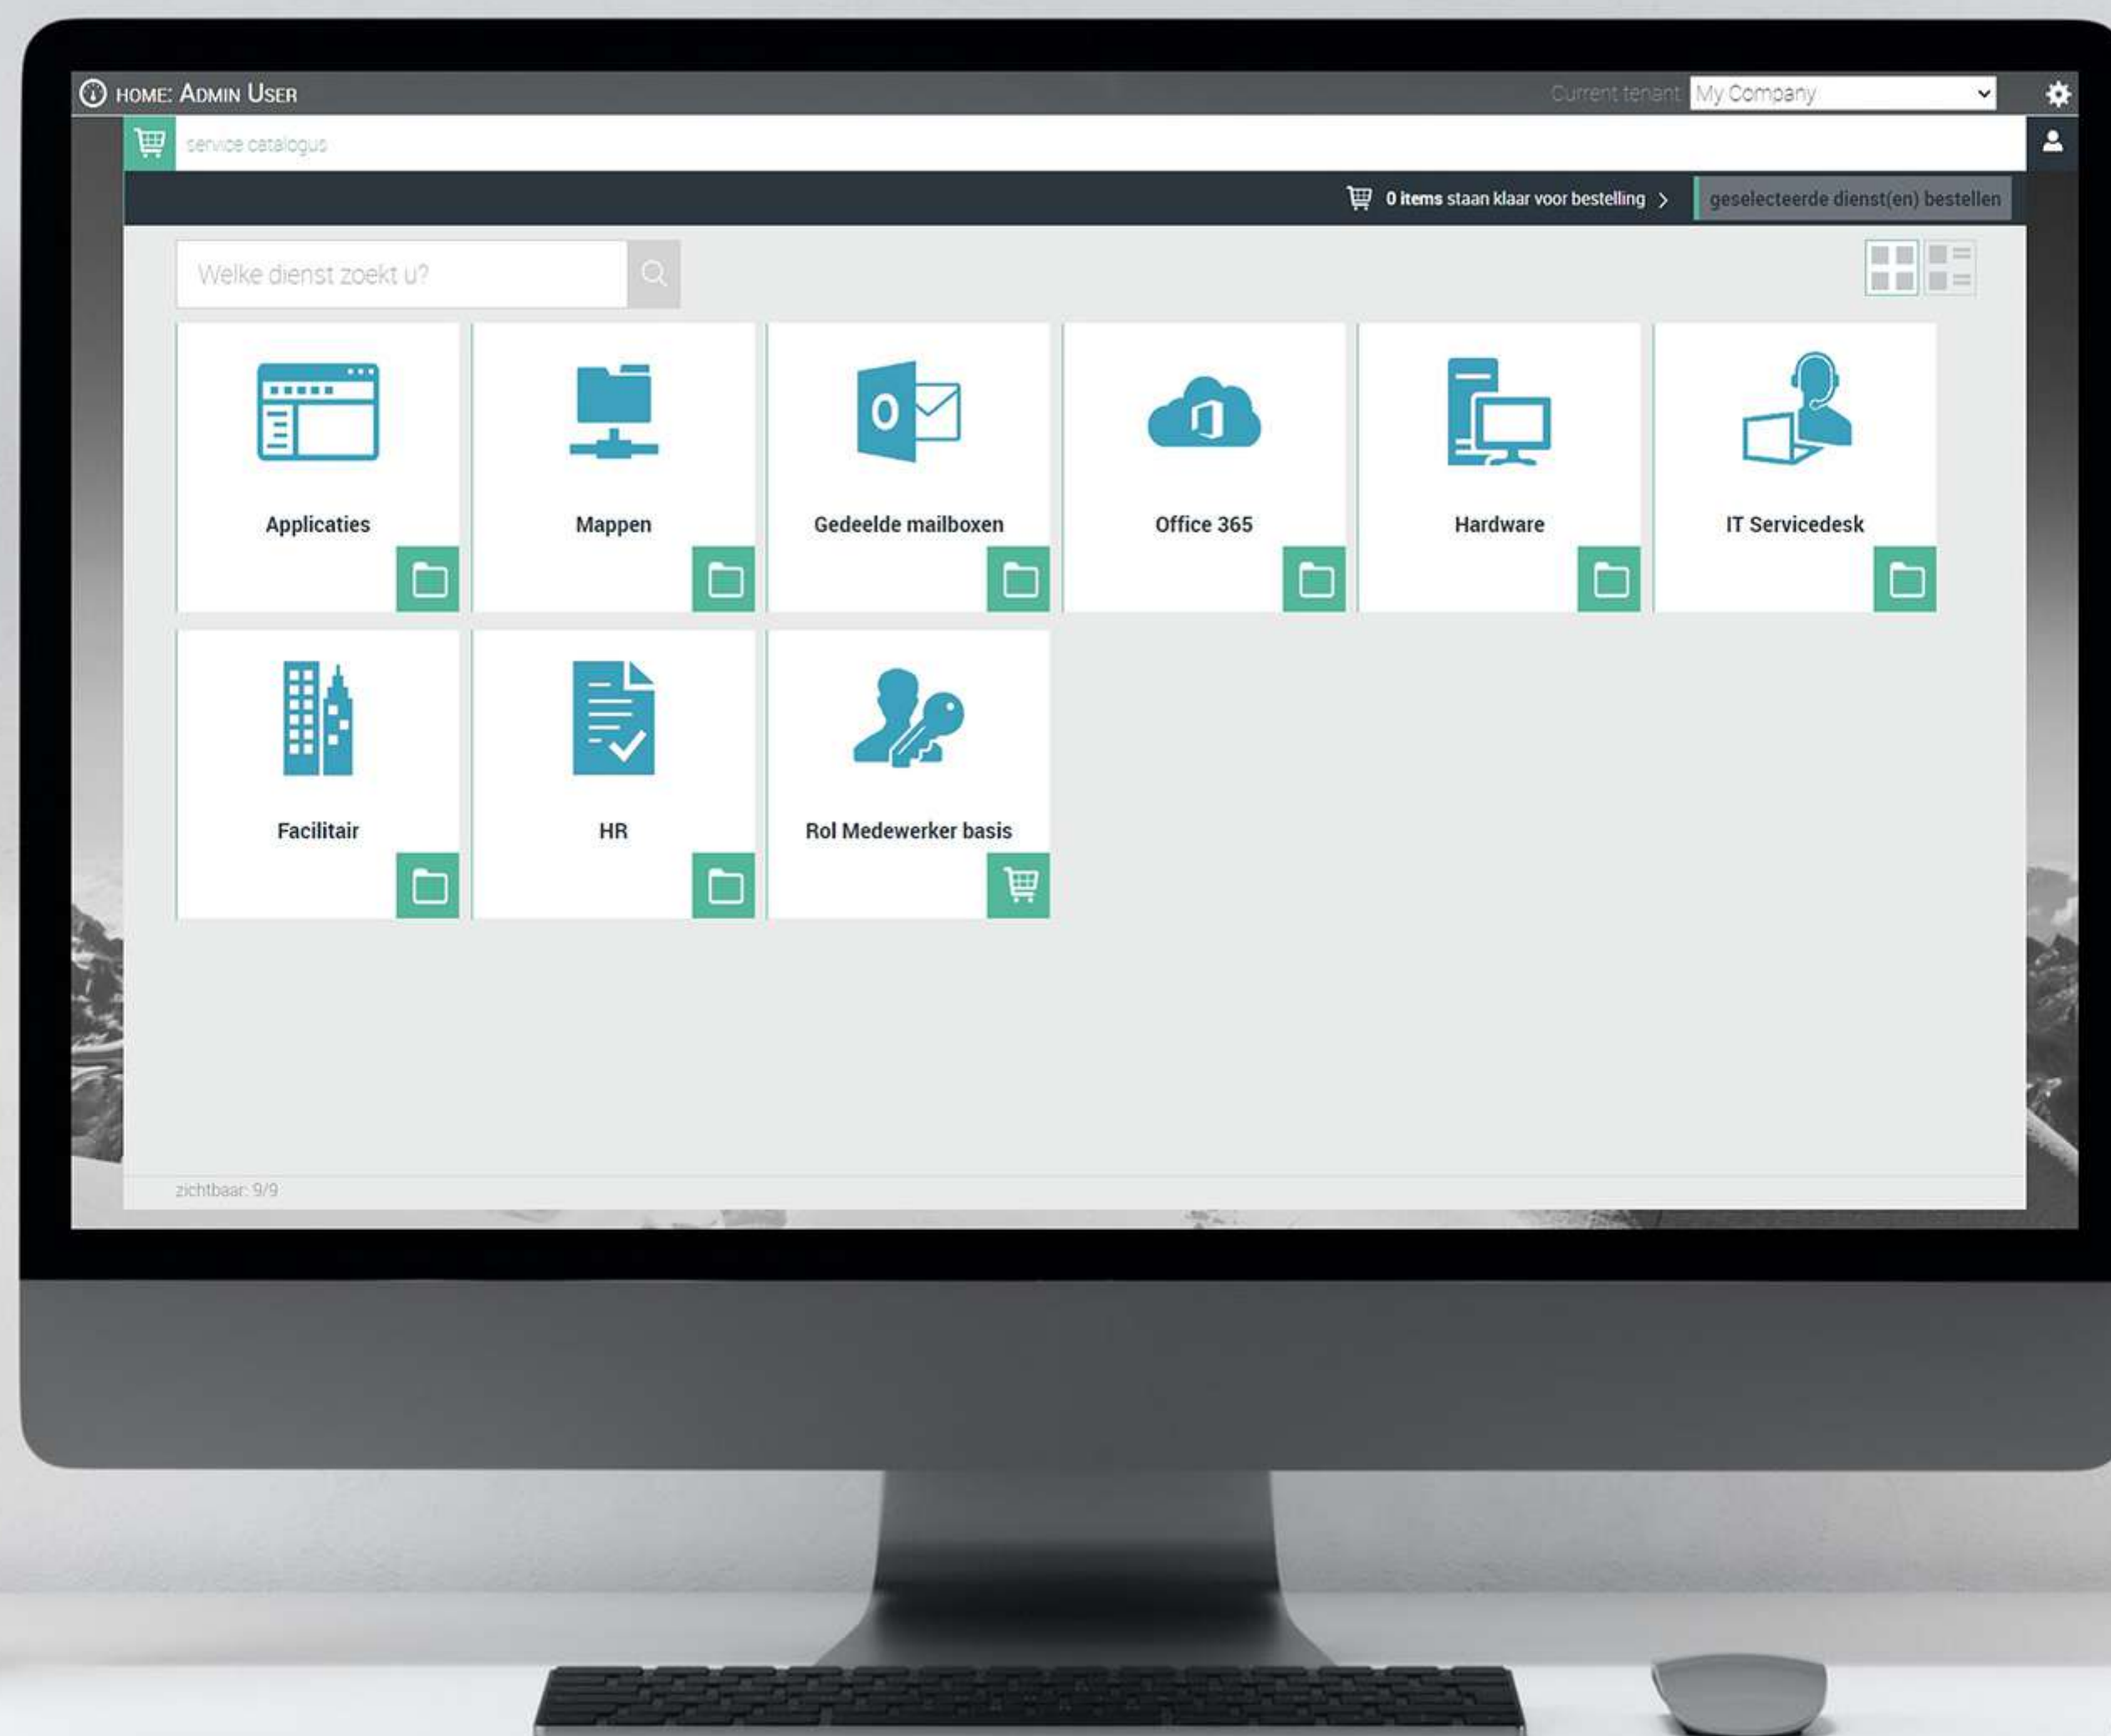 HOME: ADMIN USER
Current tenant: My Company
service catalogus
0 items staan klaar voor bestelling >
geselecteerde dienst(en) bestellen
Welke dienst zoekt u?
Applicaties
Mappen
Gedeelde mailboxen
Office 365
Hardware
IT Servicedesk
Facilitair
HR
Rol Medewerker basis
zichtbaar: 9/9